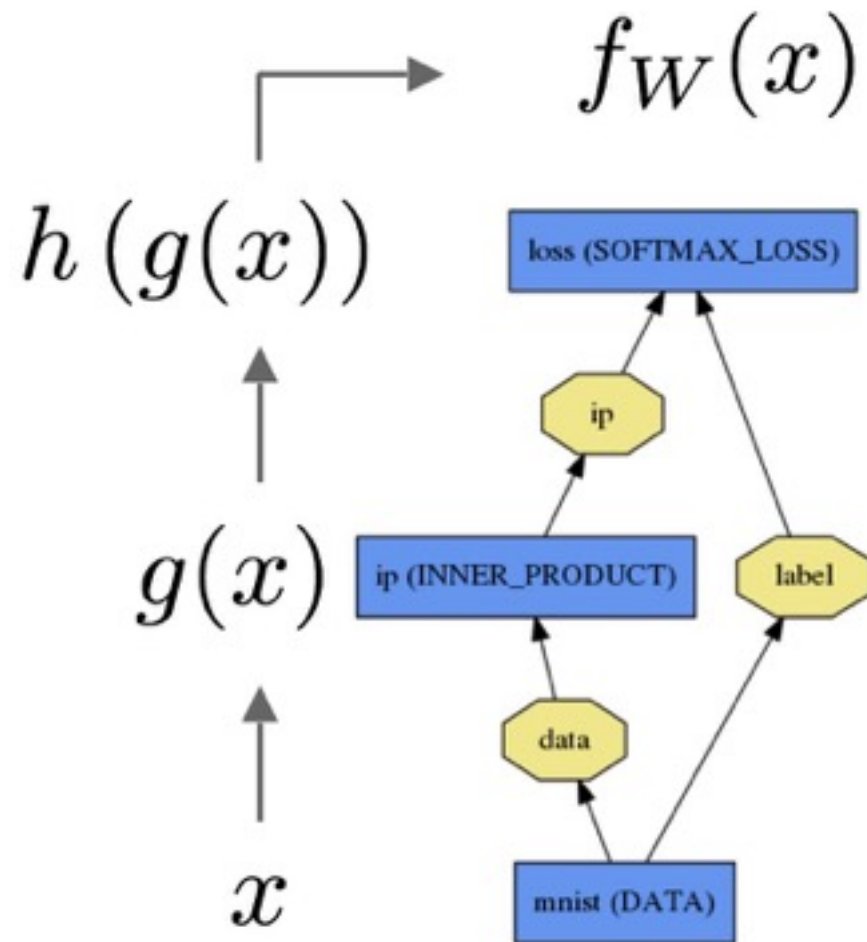 f_W(x)
h(g(x))
loss (SOFTMAX_LOSS)
ip
g(x)
ip (INNER_PRODUCT)
label
data
x
mnist (DATA)